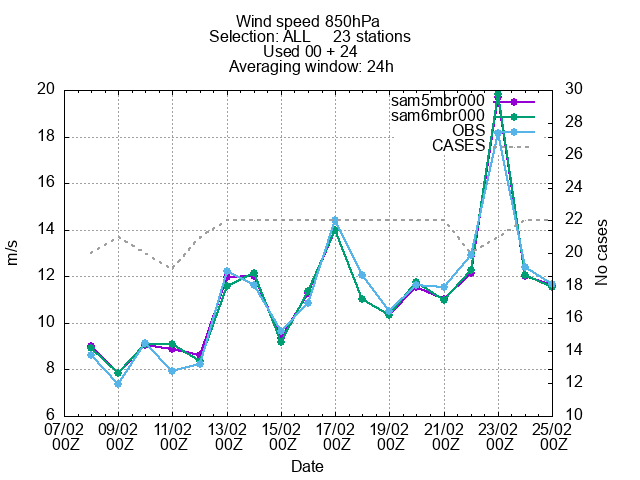 Wind speed 850hPa
Selection: ALL 23 stations
Used 00 + 24
Averaging window: 24h
sam5mbr000
sam6mbr000
OBS
CASES
m/s
20
18
16
14
12
10
8
6
No cases
30
28
26
24
22
20
18
16
14
12
10
07/02 09/02 11/02 13/02 15/02 17/02 19/02 21/02 23/02 25/02
00Z 00Z 00Z 00Z 00Z 00Z 00Z 00Z 00Z 00Z
Date